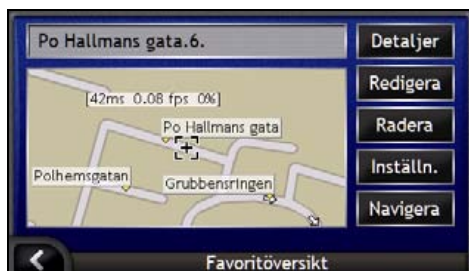 Po Hallmans gata.6.
Detaljer
Redigera
[42ms 0.08 fps 0%]
Po Hallmans gata
Radera
Polhemsgatan
Grubbensringen
Inställn.
Navigera
Favoritöversikt